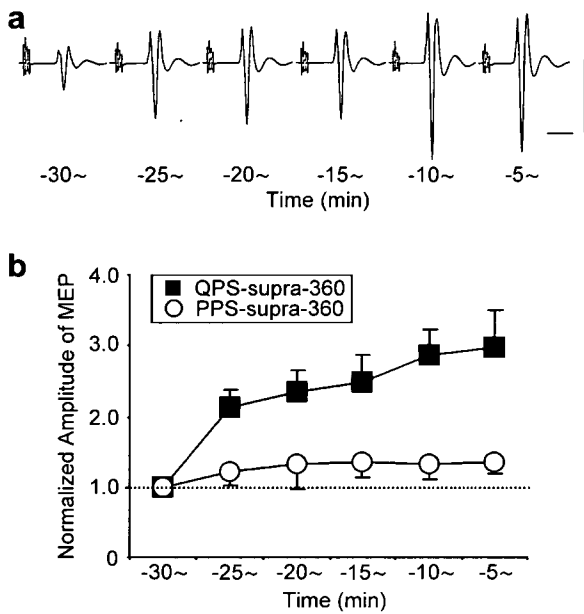 a
-30~ -25~ -20~ -15~ -10~ -5~
Time (min)
b
Normalized Amplitude of MEP
4.0
3.0
2.0
1.0
0
QPS-supra-360
PPS-supra-360
-30~ -25~ -20~ -15~ -10~ -5~
Time (min)